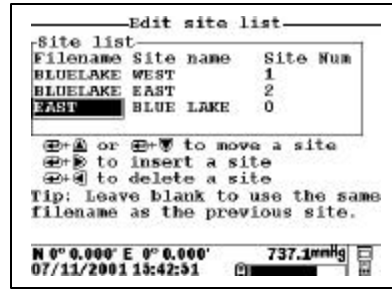 Edit site list
Site list
Filename Site name Site Num
BLUELAKE WEST 1
BLUELAKE EAST 2
EAST BLUE LAKE 0
+ or + to move a site
+ to insert a site
+ to delete a site
Tip: Leave blank to use the same
filename as the previous site.
N 0° 0.000' E 0° 0.000' 737.1mmHg
07/11/2001 15:42:51